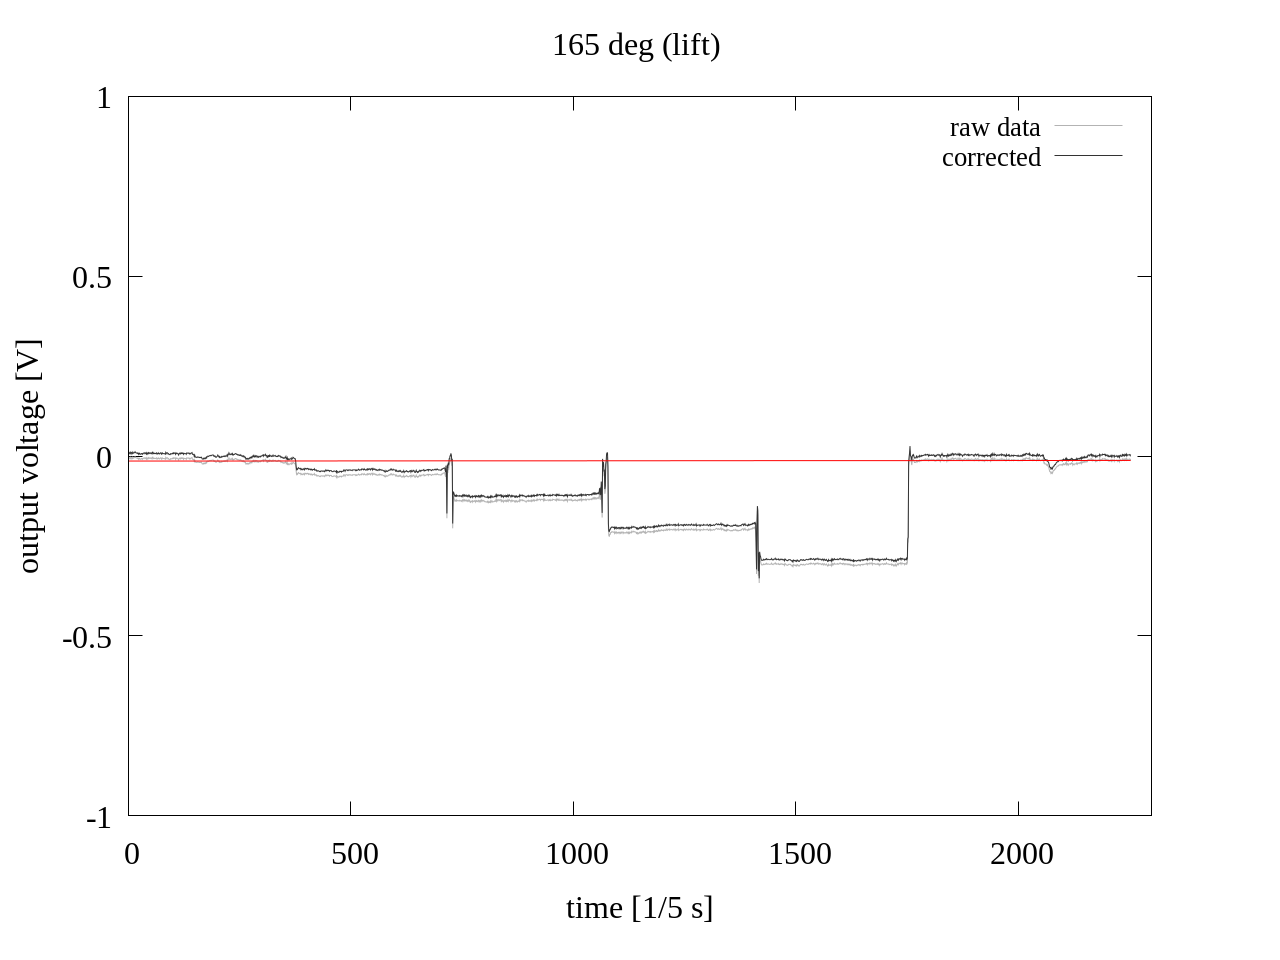 165 deg (lift)
raw data
corrected
1
0.5
0
-0.5
-1
output voltage [V]
0
500
1000
1500
2000
time [1/5 s]